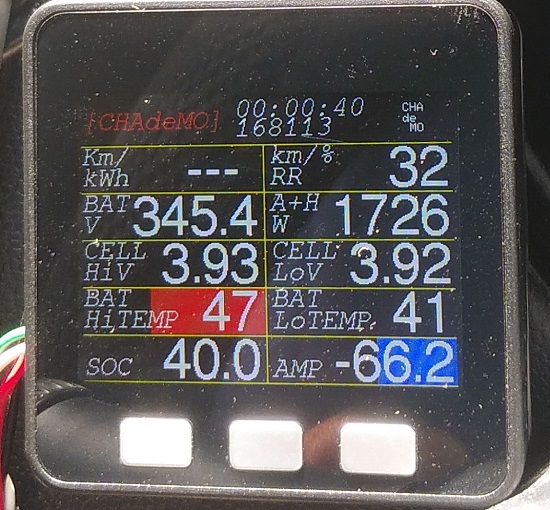 [CHAdeMO] 00:00:40 CHA
168113 de
MO
Km/ --- km/% 32
kWh RR
BAT 345.4 A+H 1726
V W
CELL 3.93 CELL 3.92
HiV LoV
BAT 47 BAT 41
HiTEMP LoTEMP
SOC 40.0 AMP -66.2